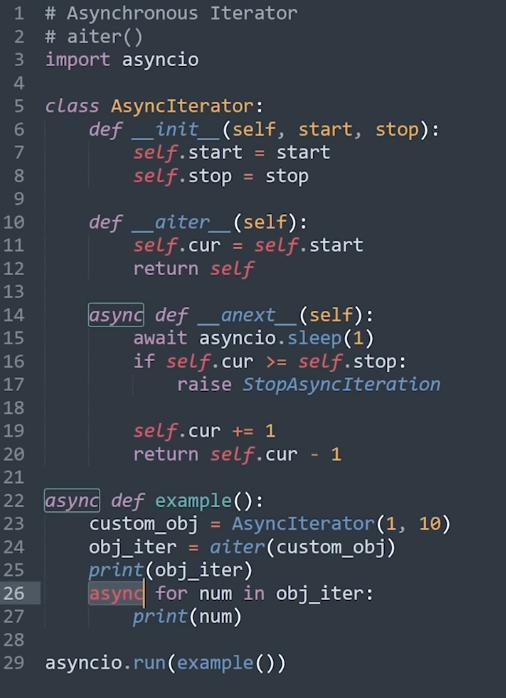 1 # Asynchronous Iterator
2 # aiter()
3 import asyncio
4
5 class AsyncIterator:
6     def __init__(self, start, stop):
7         self.start = start
8         self.stop = stop
9
10     def __aiter__(self):
11         self.cur = self.start
12         return self
13
14     async def __anext__(self):
15         await asyncio.sleep(1)
16         if self.cur >= self.stop:
17             raise StopAsyncIteration
18
19         self.cur += 1
20         return self.cur - 1
21
22 async def example():
23     custom_obj = AsyncIterator(1, 10)
24     obj_iter = aiter(custom_obj)
25     print(obj_iter)
26     async for num in obj_iter:
27         print(num)
28
29 asyncio.run(example())